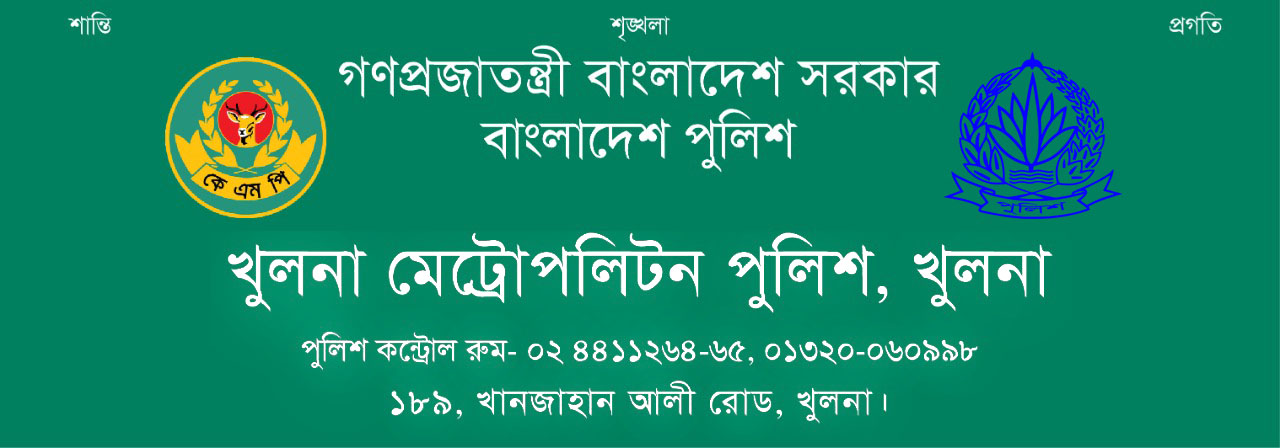 শান্তি শৃঙ্খলা প্রগতি
গণপ্রজাতন্ত্রী বাংলাদেশ সরকার
বাংলাদেশ পুলিশ
কে এম পি
পুলিশ
খুলনা মেট্রোপলিটন পুলিশ, খুলনা
পুলিশ কন্ট্রোল রুম- ০২ ৪৪১১২৬৪-৬৫, ০১৩২০-০৬০৯৯৮
১৮৯, খানজাহান আলী রোড, খুলনা।